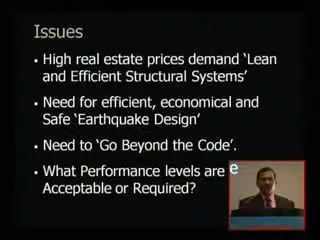 Issues
▪ High real estate prices demand ‘Lean
and Efficient Structural Systems’
▪ Need for efficient, economical and
Safe ‘Earthquake Design’
▪ Need to ‘Go Beyond the Code’.
▪ What Performance levels are e
Acceptable or Required?